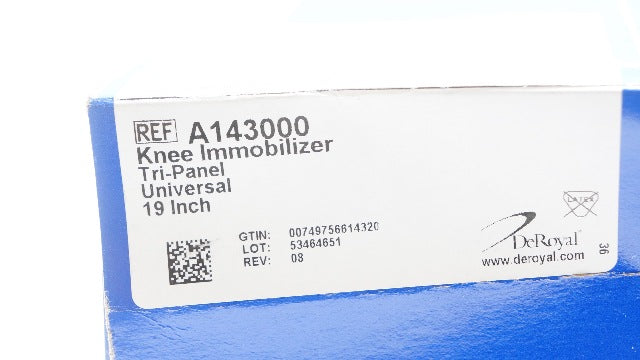 REF A143000
Knee Immobilizer
Tri-Panel
Universal
19 Inch
GTIN: 00749756614320
LOT: 53464651
REV: 08
LATEX
DeRoyal
www.deroyal.com
36